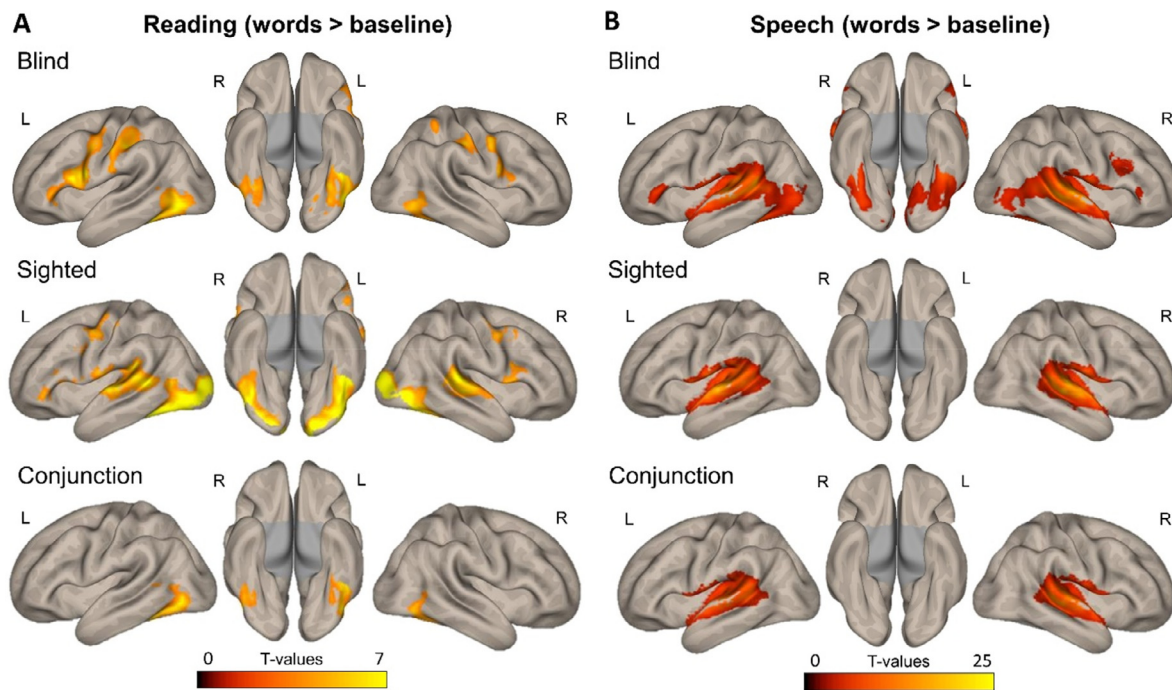 A Reading (words > baseline)
Blind
R L
L R
Sighted
R L
L R
Conjunction
R L
L R
0 T-values 7
B Speech (words > baseline)
Blind
R L
L R
Sighted
R L
L R
Conjunction
R L
L R
0 T-values 25